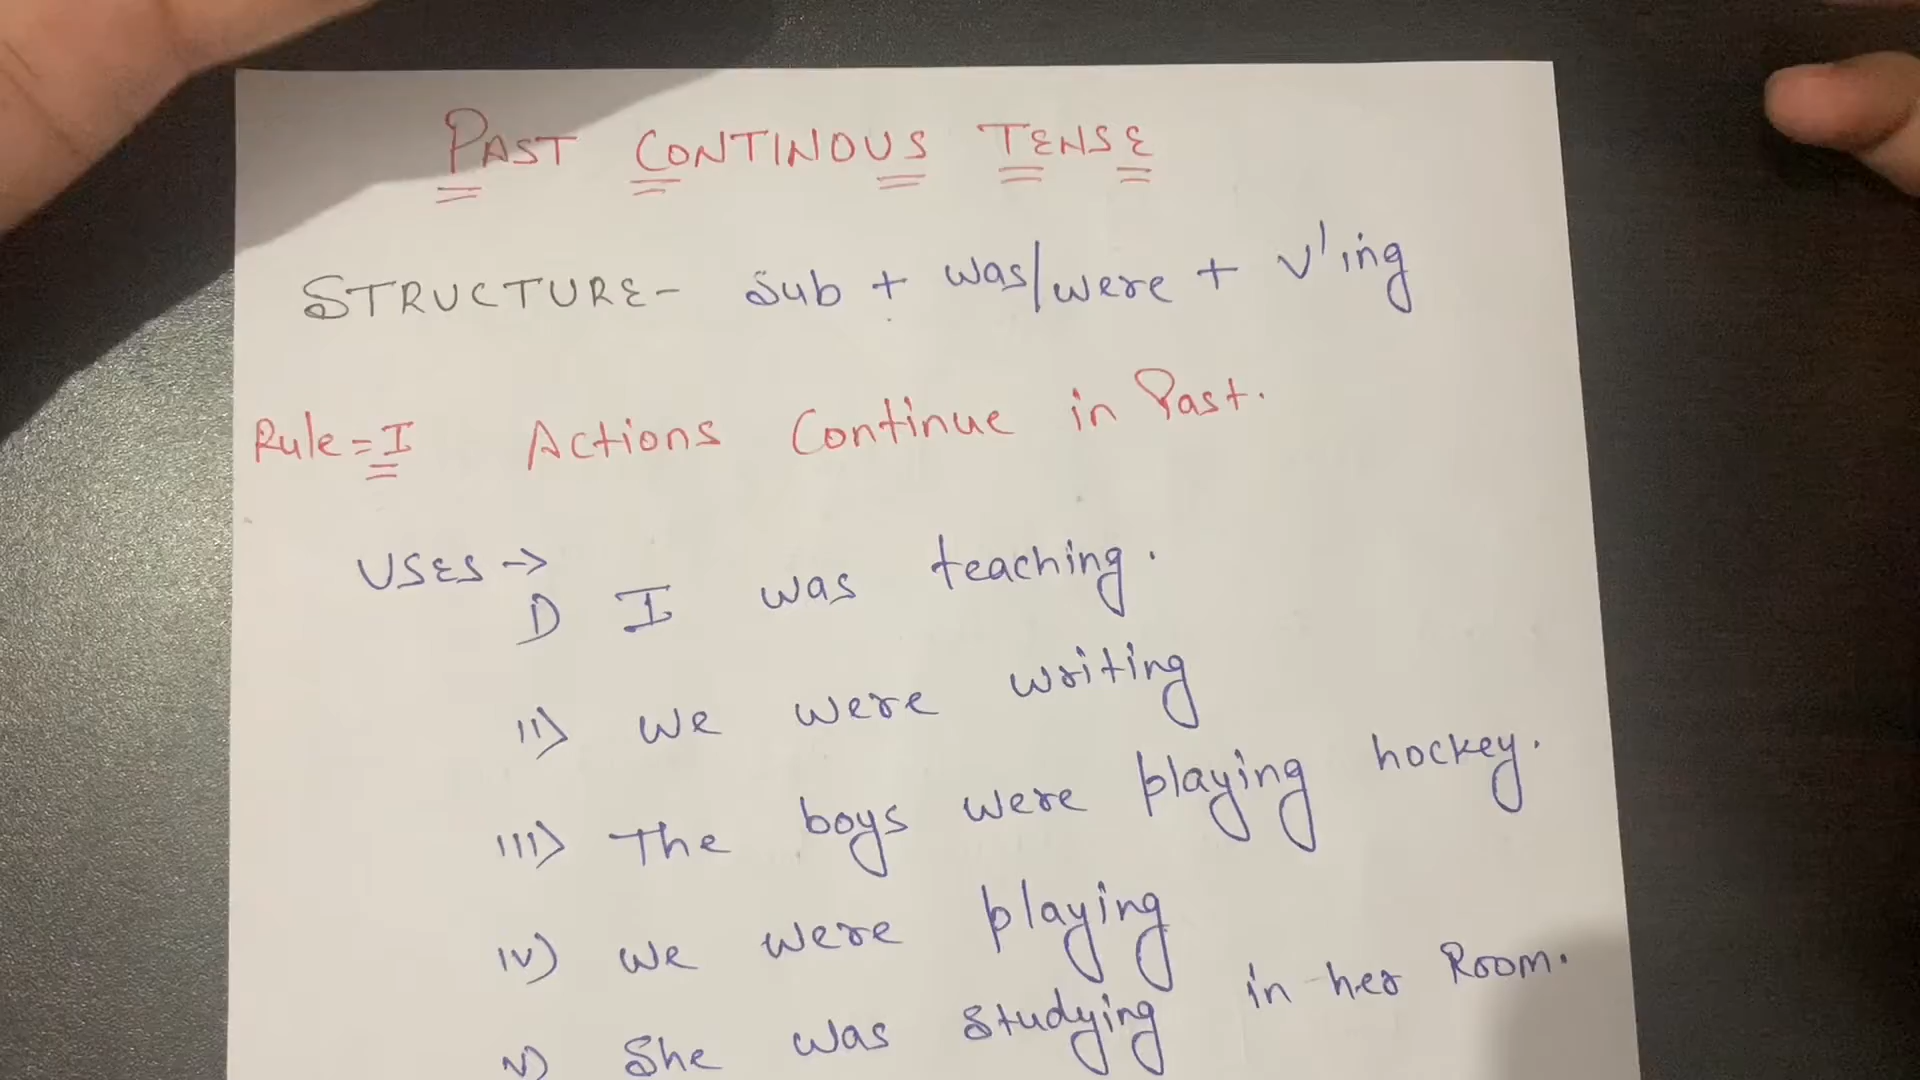 PAST CONTINOUS TENSE
STRUCTURE- Sub + was/were + v'ing
Rule=I Actions Continue in Past.
USES →
I) I was teaching.
II) we were writing
III) The boys were playing hockey.
IV) we were playing
V) She was studying in her Room.